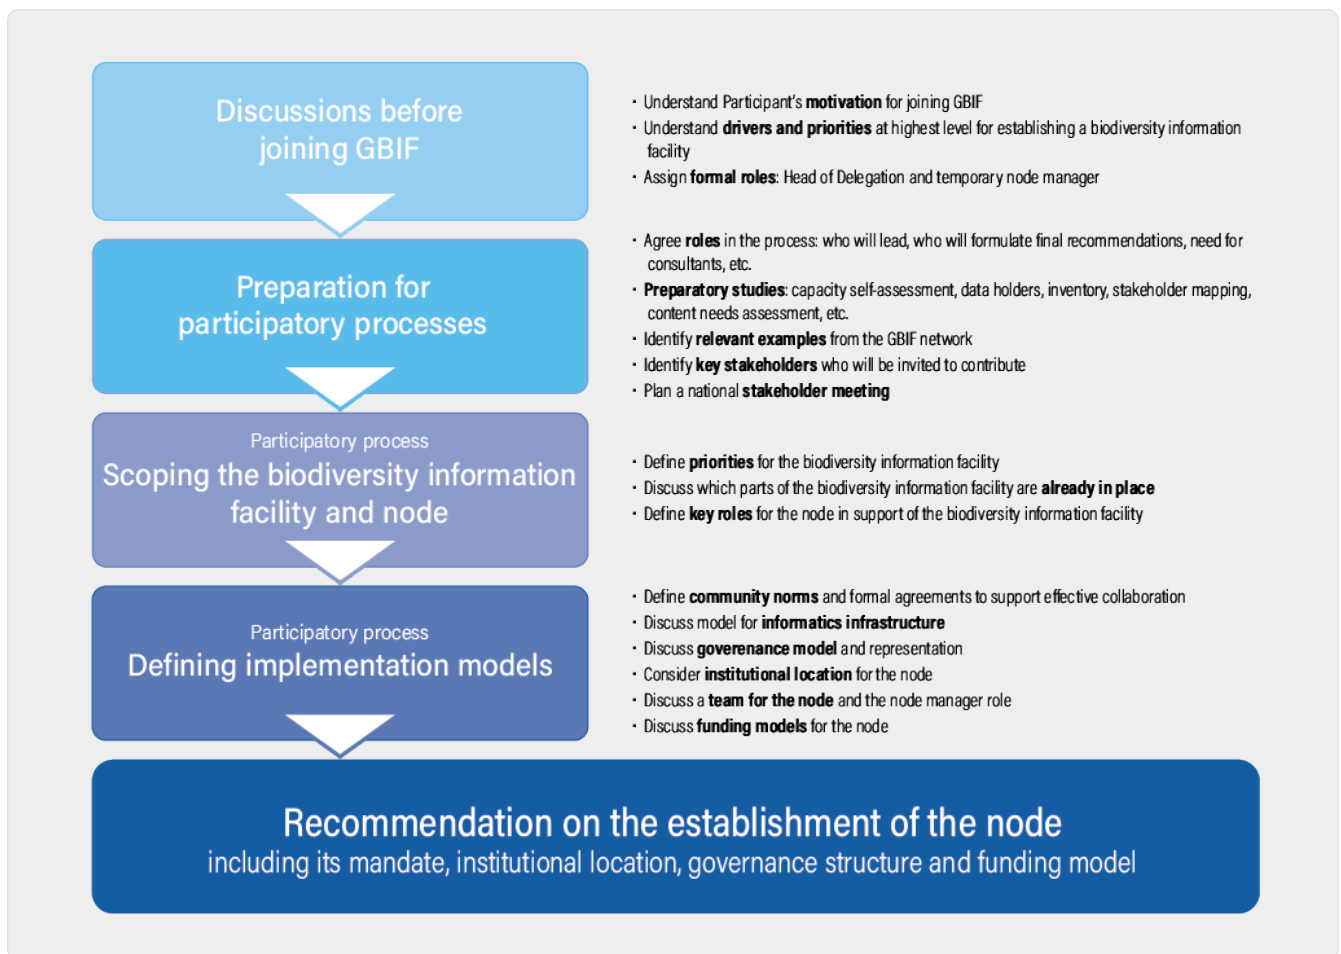 Discussions before
joining GBIF
· Understand Participant's motivation for joining GBIF
· Understand drivers and priorities at highest level for establishing a biodiversity information
facility
· Assign formal roles: Head of Delegation and temporary node manager
Preparation for
participatory processes
· Agree roles in the process: who will lead, who will formulate final recommendations, need for
consultants, etc.
· Preparatory studies: capacity self-assessment, data holders, inventory, stakeholder mapping,
content needs assessment, etc.
· Identify relevant examples from the GBIF network
· Identify key stakeholders who will be invited to contribute
· Plan a national stakeholder meeting
Participatory process
Scoping the biodiversity information
facility and node
· Define priorities for the biodiversity information facility
· Discuss which parts of the biodiversity information facility are already in place
· Define key roles for the node in support of the biodiversity information facility
Participatory process
Defining implementation models
· Define community norms and formal agreements to support effective collaboration
· Discuss model for informatics infrastructure
· Discuss goverenance model and representation
· Consider institutional location for the node
· Discuss a team for the node and the node manager role
· Discuss funding models for the node
Recommendation on the establishment of the node
including its mandate, institutional location, governance structure and funding model